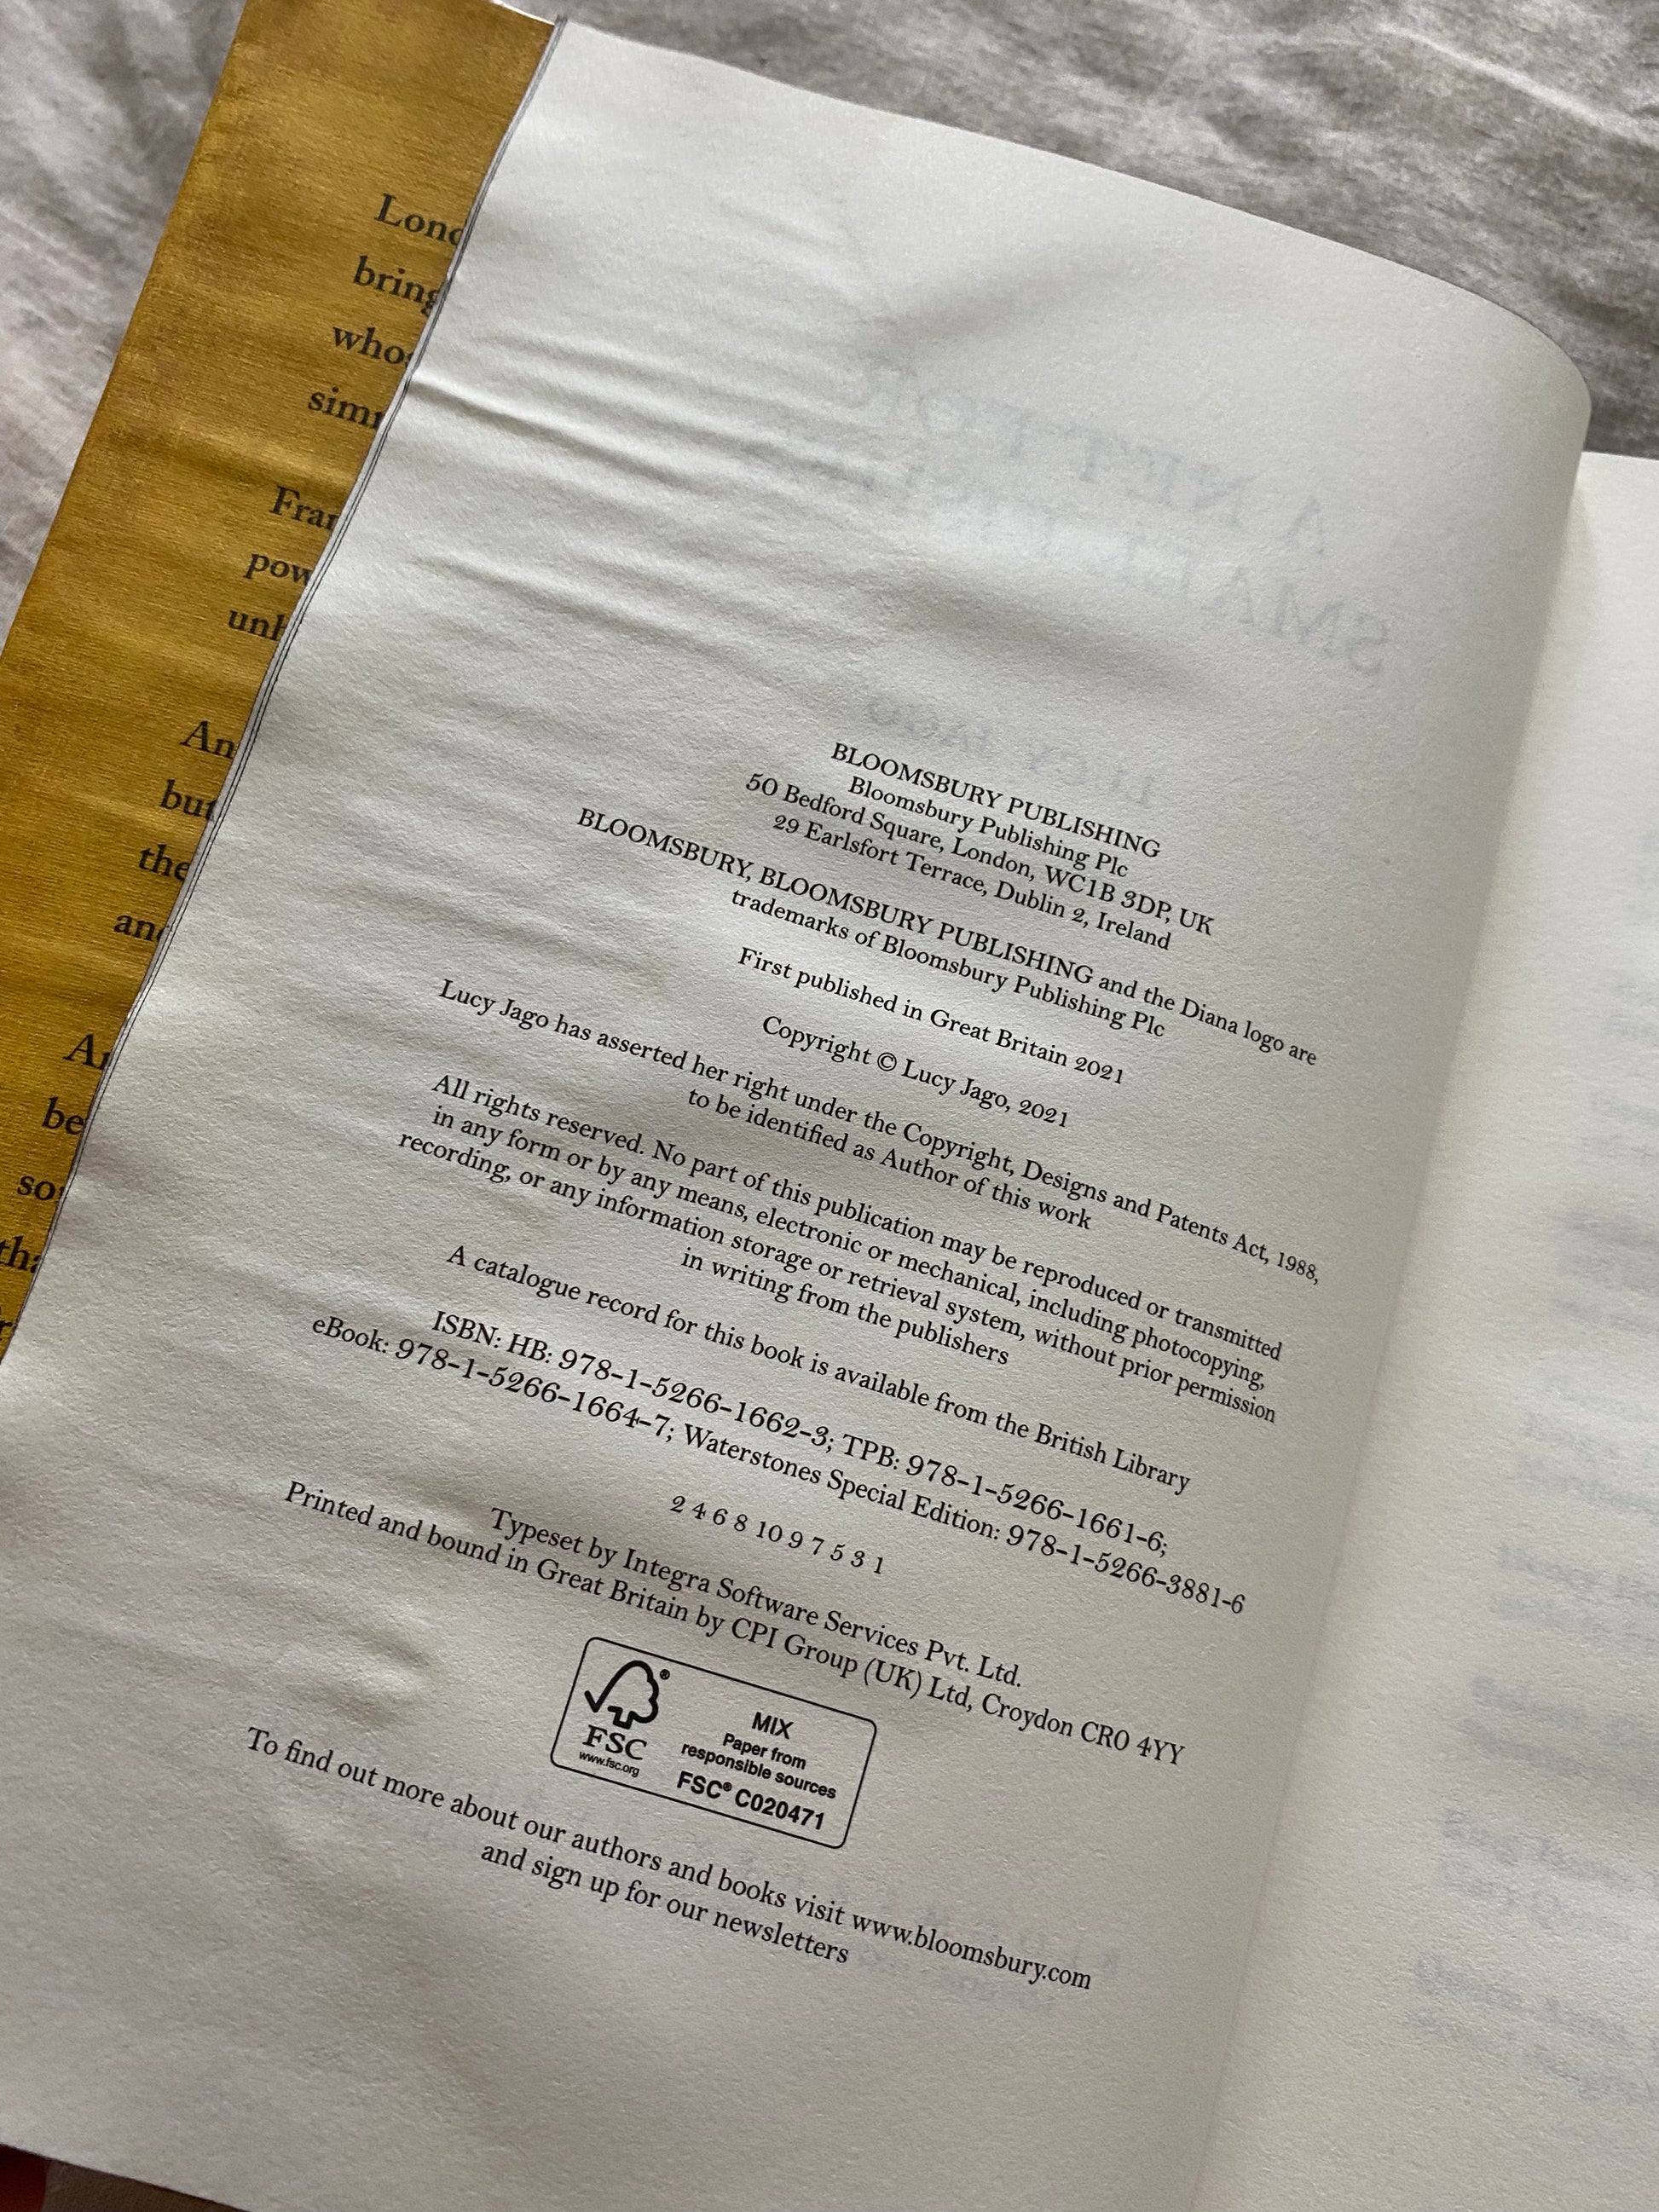 Lond
bring
whos
simm
Fran
pow
unh
An
but
the
and
Ar
be
so
tha
BLOOMSBURY PUBLISHING
Bloomsbury Publishing Plc
50 Bedford Square, London, WC1B 3DP, UK
29 Earlsfort Terrace, Dublin 2, Ireland
BLOOMSBURY, BLOOMSBURY PUBLISHING and the Diana logo are
trademarks of Bloomsbury Publishing Plc
First published in Great Britain 2021
Copyright © Lucy Jago, 2021
Lucy Jago has asserted her right under the Copyright, Designs and Patents Act, 1988,
to be identified as Author of this work
All rights reserved. No part of this publication may be reproduced or transmitted
in any form or by any means, electronic or mechanical, including photocopying,
recording, or any information storage or retrieval system, without prior permission
in writing from the publishers
A catalogue record for this book is available from the British Library
ISBN: HB: 978-1-5266-1662-3; TPB: 978-1-5266-1661-6;
eBook: 978-1-5266-1664-7; Waterstones Special Edition: 978-1-5266-3881-6
2 4 6 8 10 9 7 5 3 1
Typeset by Integra Software Services Pvt. Ltd.
Printed and bound in Great Britain by CPI Group (UK) Ltd, Croydon CR0 4YY
FSC®
www.fsc.org
MIX
Paper from
responsible sources
FSC® C020471
To find out more about our authors and books visit www.bloomsbury.com
and sign up for our newsletters